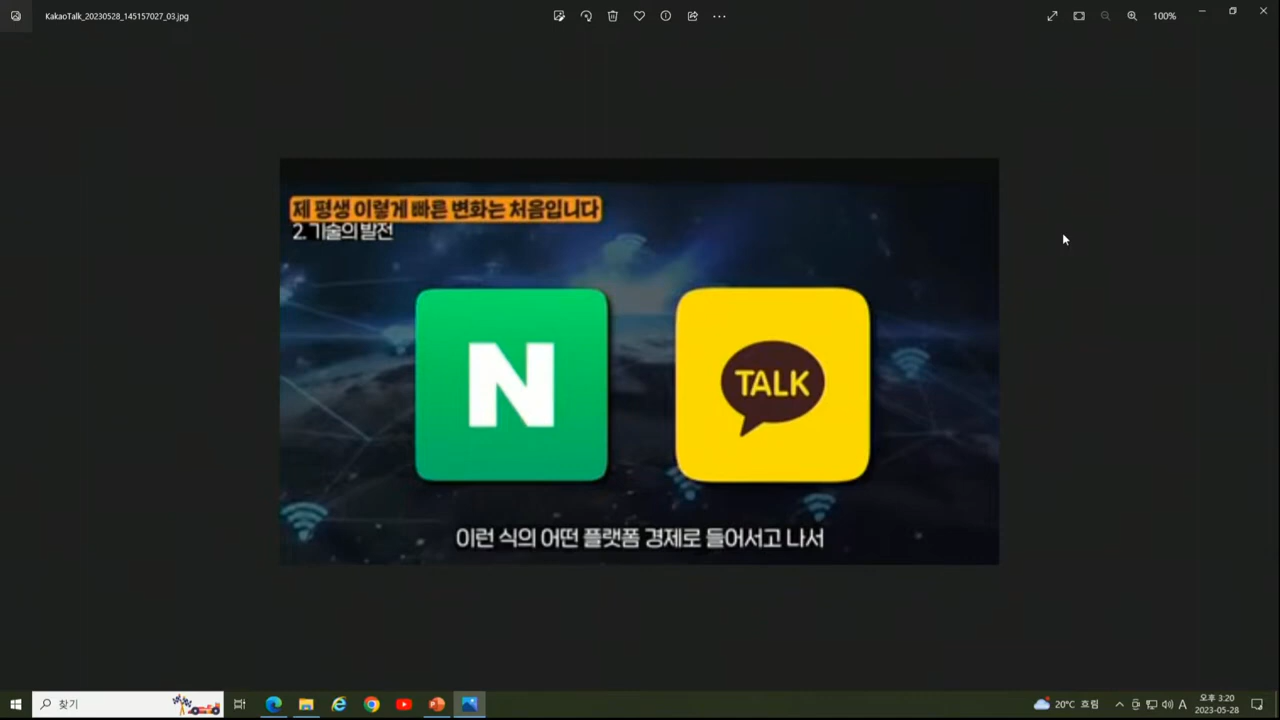 KakaoTalk_20230528_145157027_03.jpg
100%
제 평생 이렇게 빠른 변화는 처음입니다
2. 기술의 발전
N
TALK
이런 식의 어떤 플랫폼 경제로 들어서고 나서
찾기
20°C 흐림
A
오후 3:20
2023-05-28